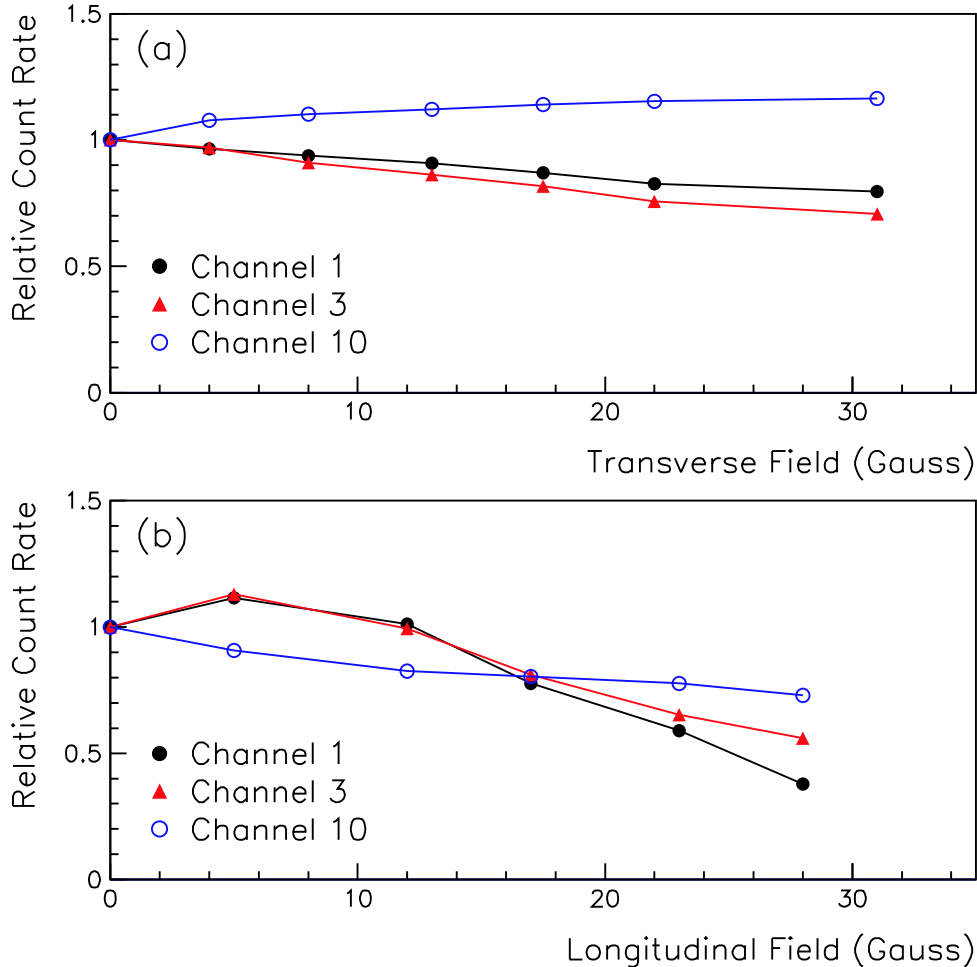 (a)
Relative Count Rate
1.5
1
0.5
0
Channel 1
Channel 3
Channel 10
0 10 20 30
Transverse Field (Gauss)
(b)
Relative Count Rate
1.5
1
0.5
0
Channel 1
Channel 3
Channel 10
0 10 20 30
Longitudinal Field (Gauss)